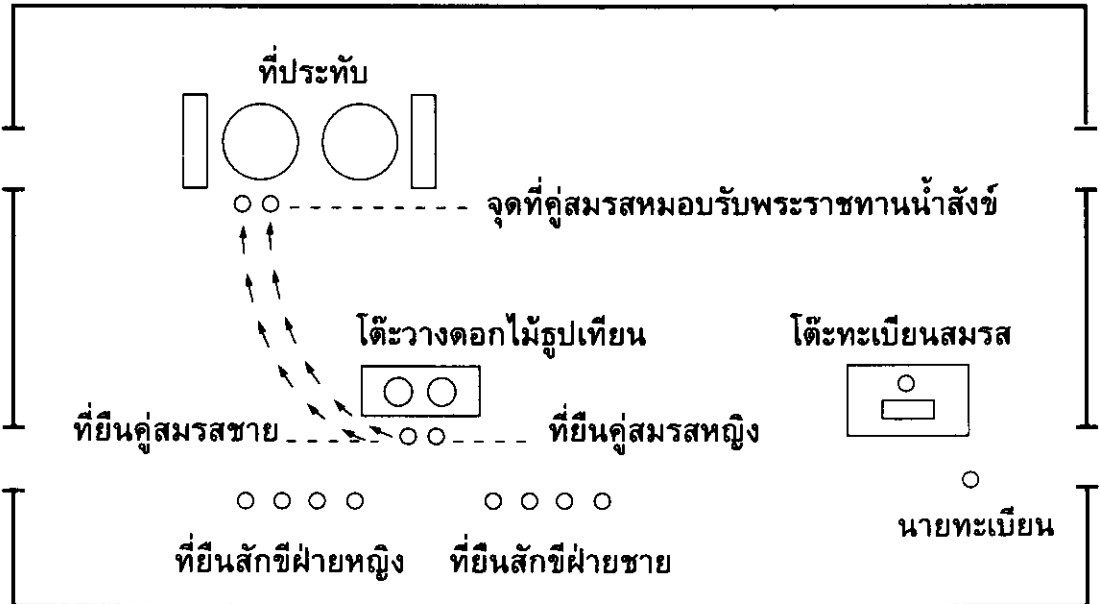 ที่ประทับ
จุดที่คู่สมรสหมอบรับพระราชทานน้ำสังข์
โต๊ะวางดอกไม้ธูปเทียน
โต๊ะทะเบียนสมรส
ที่ยืนคู่สมรสชาย
ที่ยืนคู่สมรสหญิง
นายทะเบียน
ที่ยืนสักขีฝ่ายหญิง
ที่ยืนสักขีฝ่ายชาย